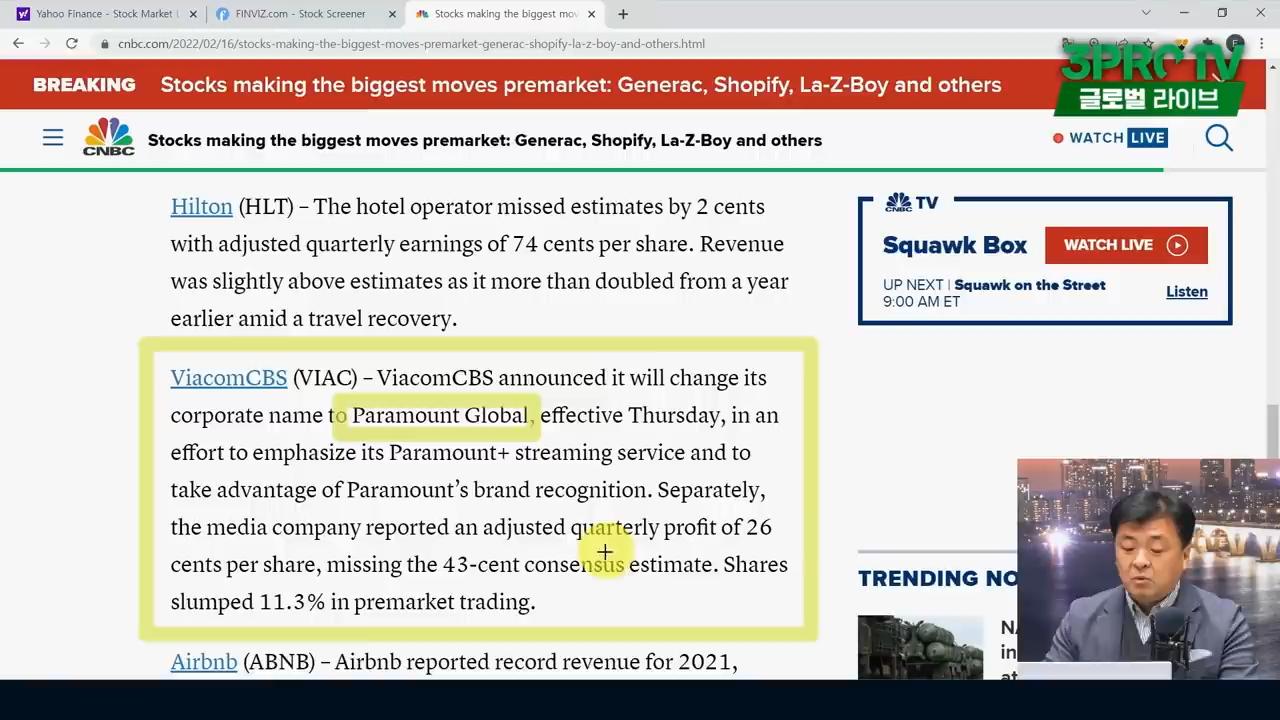 Yahoo Finance - Stock Market L
FINVIZ.com - Stock Screener
Stocks making the biggest mov
cnbc.com/2022/02/16/stocks-making-the-biggest-moves-premarket-generac-shopify-la-z-boy-and-others.html
3PRO TV
글로벌 라이브
BREAKING
Stocks making the biggest moves premarket: Generac, Shopify, La-Z-Boy and others
CNBC
Stocks making the biggest moves premarket: Generac, Shopify, La-Z-Boy and others
WATCH LIVE
Hilton (HLT) – The hotel operator missed estimates by 2 cents
with adjusted quarterly earnings of 74 cents per share. Revenue
was slightly above estimates as it more than doubled from a year
earlier amid a travel recovery.
ViacomCBS (VIAC) – ViacomCBS announced it will change its
corporate name to Paramount Global, effective Thursday, in an
effort to emphasize its Paramount+ streaming service and to
take advantage of Paramount’s brand recognition. Separately,
the media company reported an adjusted quarterly profit of 26
cents per share, missing the 43-cent consensus estimate. Shares
slumped 11.3% in premarket trading.
Airbnb (ABNB) – Airbnb reported record revenue for 2021,
CNBC TV
Squawk Box
WATCH LIVE
UP NEXT | Squawk on the Street
9:00 AM ET
Listen
TRENDING NO
NA
in
at